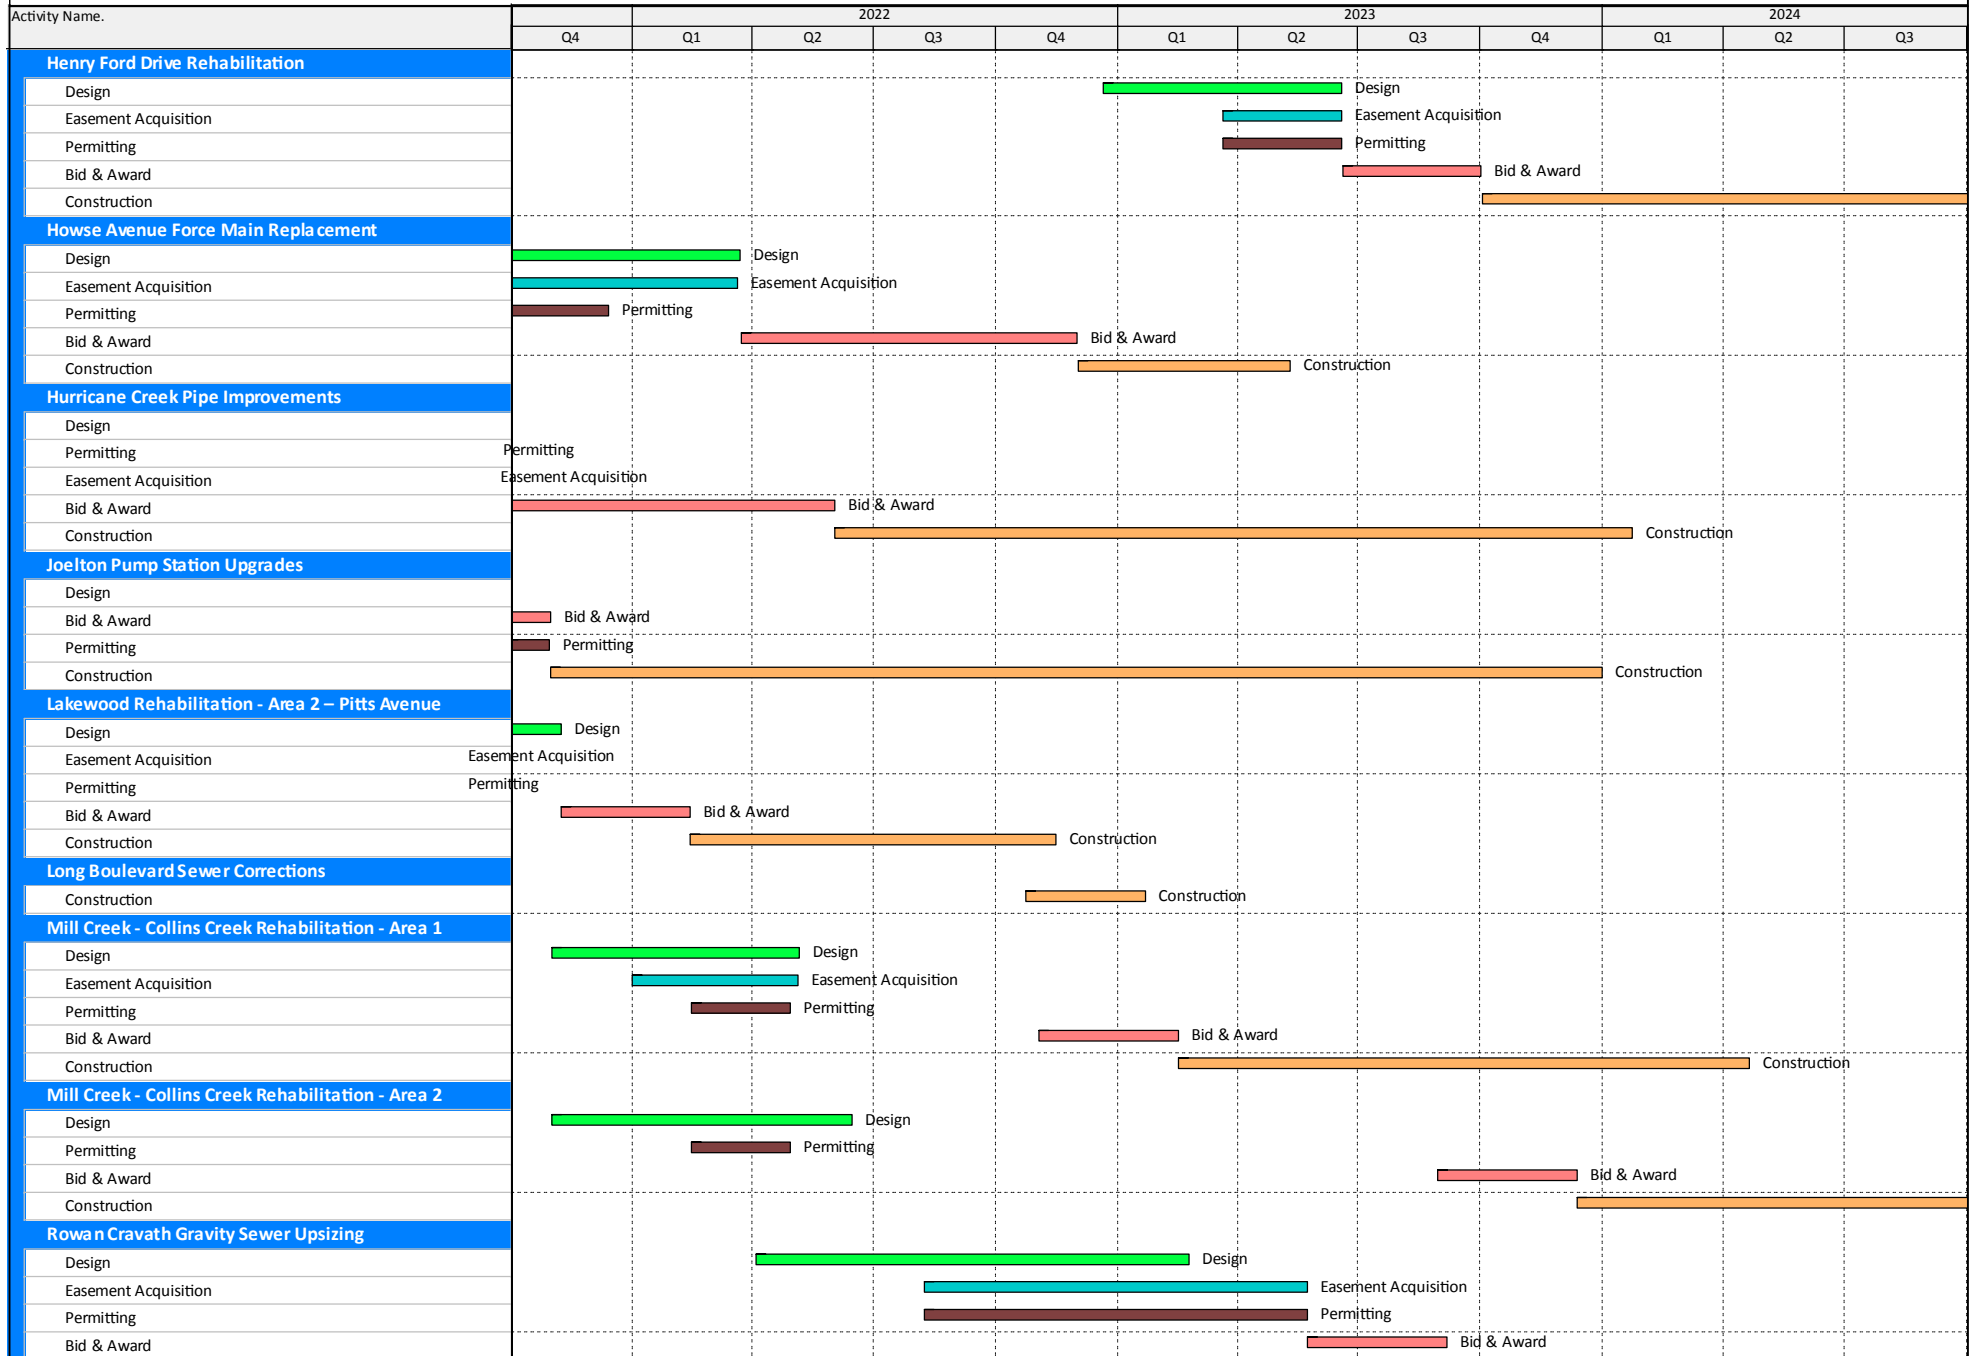 Activity Name. 2022 2023 2024
Q4 Q1 Q2 Q3 Q4 Q1 Q2 Q3 Q4 Q1 Q2 Q3
Henry Ford Drive Rehabilitation
Design Design
Easement Acquisition Easement Acquisition
Permitting Permitting
Bid & Award Bid & Award
Construction
Howse Avenue Force Main Replacement
Design Design
Easement Acquisition Easement Acquisition
Permitting Permitting
Bid & Award Bid & Award
Construction Construction
Hurricane Creek Pipe Improvements
Design
Permitting Permitting
Easement Acquisition Easement Acquisition
Bid & Award Bid & Award
Construction Construction
Joelton Pump Station Upgrades
Design
Bid & Award Bid & Award
Permitting Permitting
Construction Construction
Lakewood Rehabilitation - Area 2 – Pitts Avenue
Design Design
Easement Acquisition Easement Acquisition
Permitting Permitting
Bid & Award Bid & Award
Construction Construction
Long Boulevard Sewer Corrections
Construction Construction
Mill Creek - Collins Creek Rehabilitation - Area 1
Design Design
Easement Acquisition Easement Acquisition
Permitting Permitting
Bid & Award Bid & Award
Construction Construction
Mill Creek - Collins Creek Rehabilitation - Area 2
Design Design
Permitting Permitting
Bid & Award Bid & Award
Construction
Rowan Cravath Gravity Sewer Upsizing
Design Design
Easement Acquisition Easement Acquisition
Permitting Permitting
Bid & Award Bid & Award